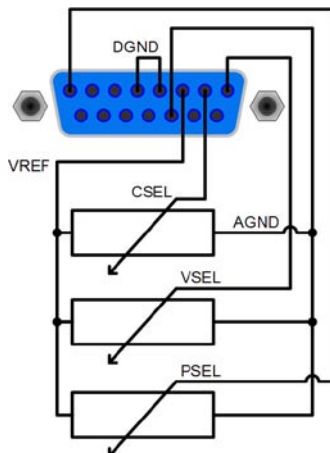 DGND
VREF
CSEL
AGND
VSEL
PSEL